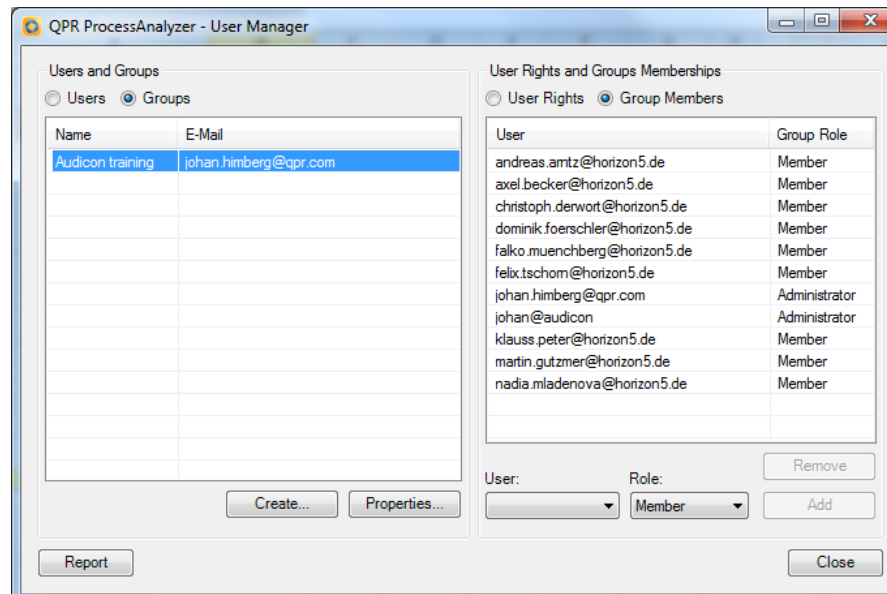 QPR ProcessAnalyzer - User Manager
Users and Groups
Users Groups
Name E-Mail
Audicon training johan.himberg@qpr.com
Create... Properties...
User Rights and Groups Memberships
User Rights Group Members
User Group Role
andreas.arntz@horizon5.de Member
axel.becker@horizon5.de Member
christoph.derwort@horizon5.de Member
dominik.foerschler@horizon5.de Member
falko.muenchberg@horizon5.de Member
felix.tschorn@horizon5.de Member
johan.himberg@qpr.com Administrator
johan@audicon Administrator
klauss.peter@horizon5.de Member
martin.gutzmer@horizon5.de Member
nadia.mladenova@horizon5.de Member
User: Role: Remove
Member Add
Report Close